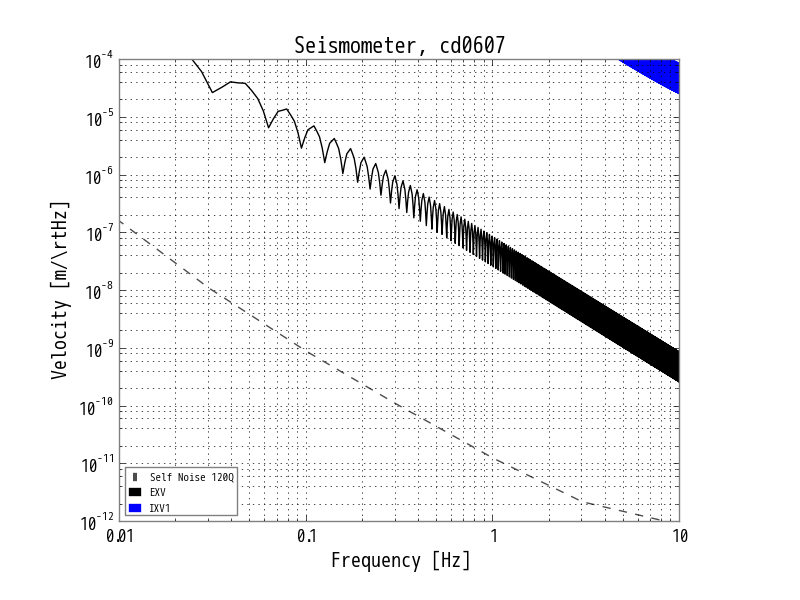 Seismometer, cd0607
Velocity [m/\rtHz]
10^-4
10^-5
10^-6
10^-7
10^-8
10^-9
10^-10
10^-11
10^-12
Self Noise 120Q
EXV
IXV1
0.01
0.1
1
10
Frequency [Hz]